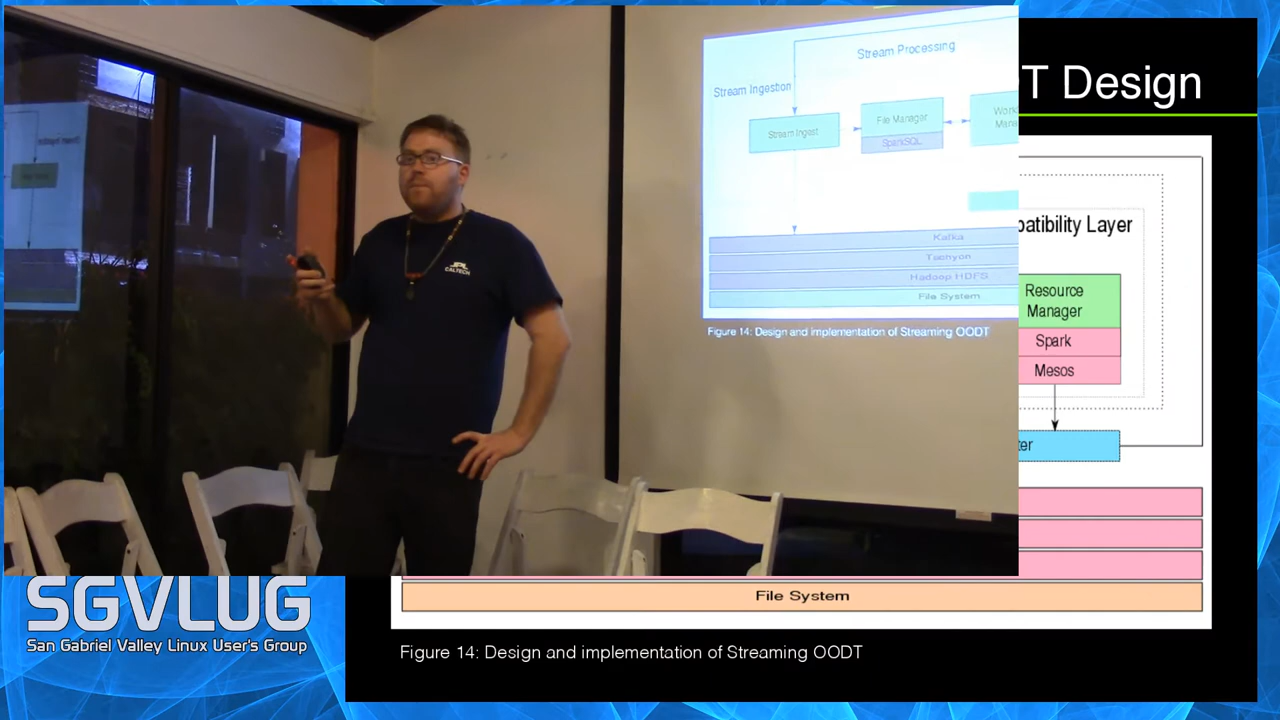 T Design
Stream Processing
Stream Ingestion
Stream Ingest
File Manager
SparkSQL
Kafka
Tachyon
Hadoop HDFS
File System
Figure 14: Design and implementation of Streaming OODT
JPL
CALTECH
patibility Layer
Resource
Manager
Spark
Mesos
ter
File System
Figure 14: Design and implementation of Streaming OODT
SGVLUG
San Gabriel Valley Linux User's Group